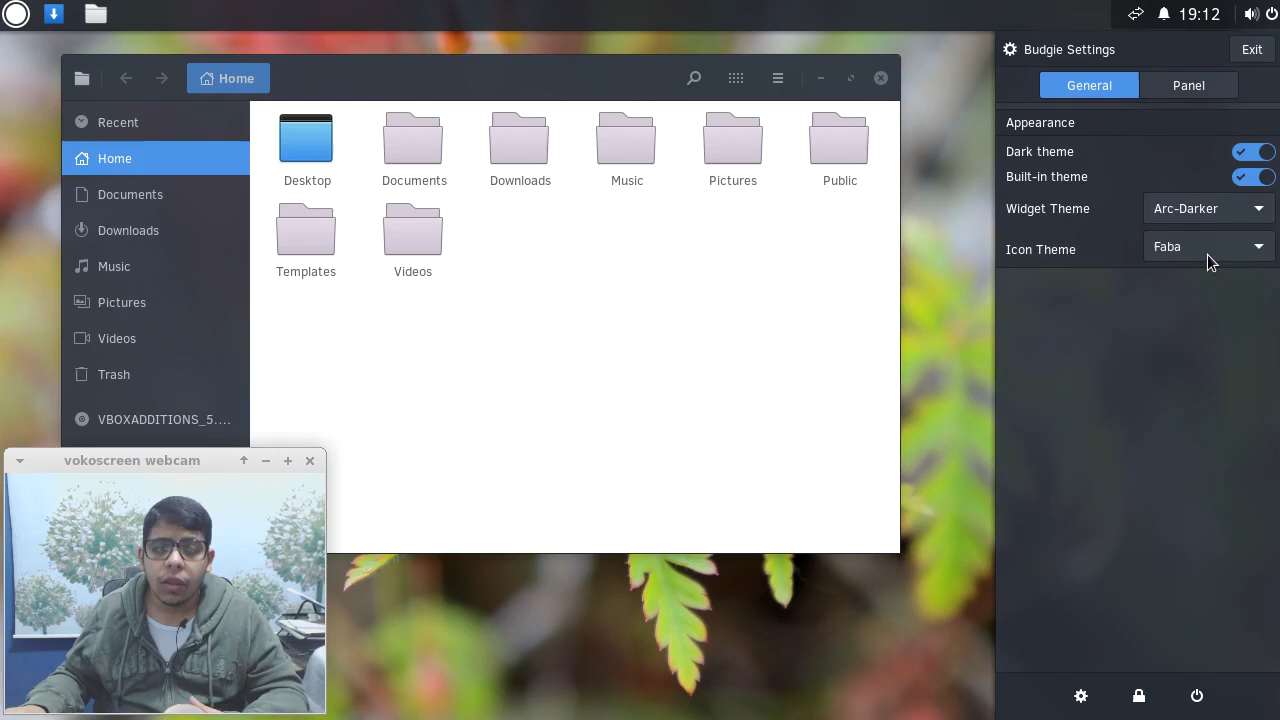 19:12
Home
Recent
Home
Documents
Downloads
Music
Pictures
Videos
Trash
VBOXADDITIONS_5....
Desktop
Documents
Downloads
Music
Pictures
Public
Templates
Videos
vokoscreen webcam
Budgie Settings
Exit
General
Panel
Appearance
Dark theme
Built-in theme
Widget Theme
Arc-Darker
Icon Theme
Faba